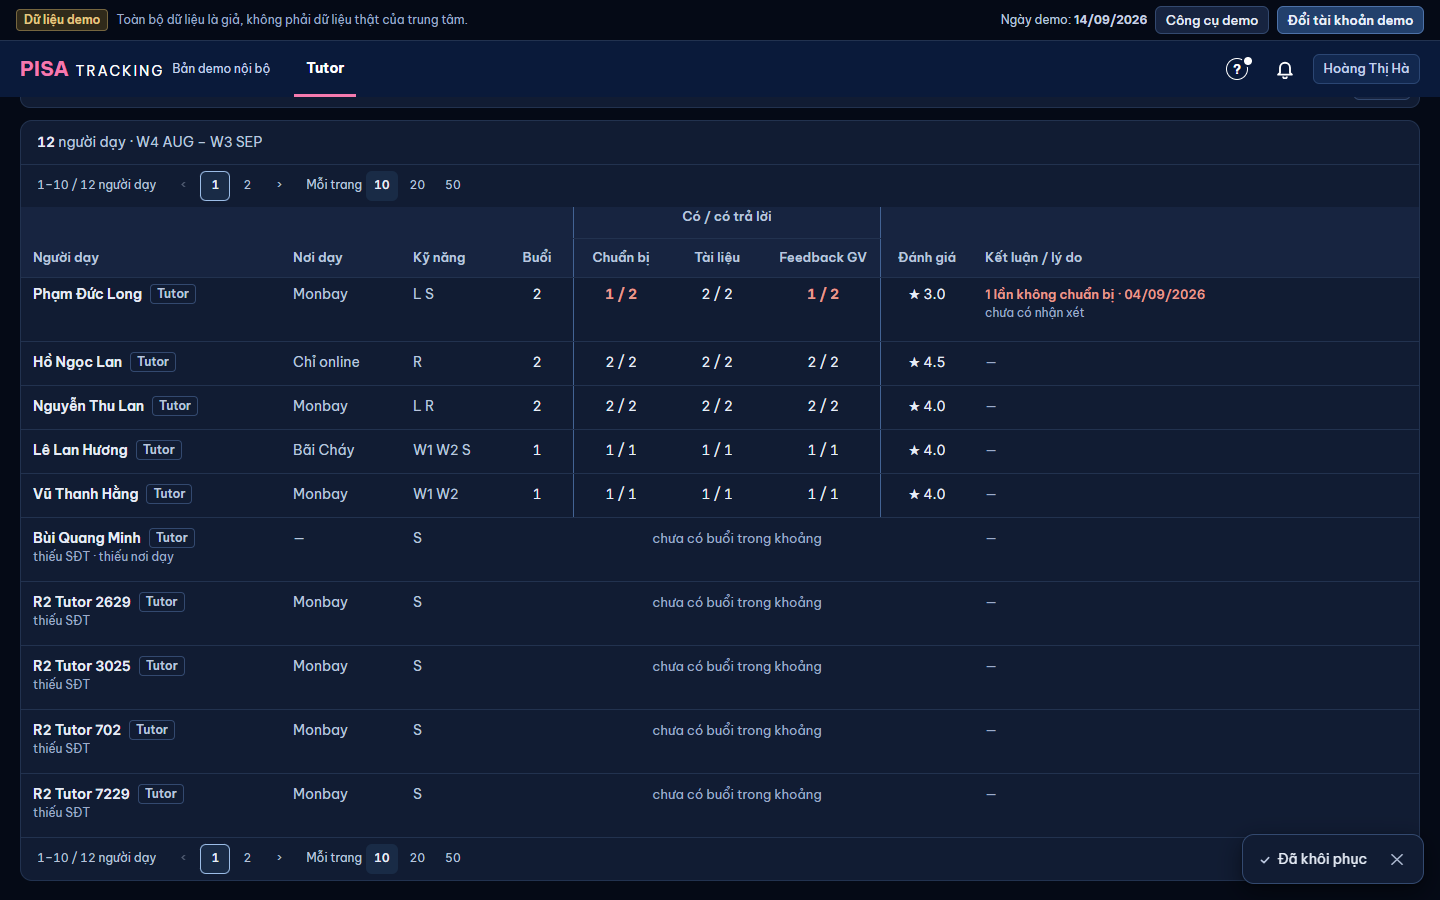 Dữ liệu demo Toàn bộ dữ liệu là giả, không phải dữ liệu thật của trung tâm. Ngày demo: 14/09/2026 Công cụ demo Đổi tài khoản demo
PISA TRACKING Bản demo nội bộ Tutor ? Hoàng Thị Hà
12 người dạy · W4 AUG – W3 SEP
1–10 / 12 người dạy ‹ 1 2 › Mỗi trang 10 20 50
Có / có trả lời
Người dạy Nơi dạy Kỹ năng Buổi Chuẩn bị Tài liệu Feedback GV Đánh giá Kết luận / lý do
Phạm Đức Long Tutor Monbay L S 2 1 / 2 2 / 2 1 / 2 ★ 3.0 1 lần không chuẩn bị · 04/09/2026
chưa có nhận xét
Hồ Ngọc Lan Tutor Chỉ online R 2 2 / 2 2 / 2 2 / 2 ★ 4.5 —
Nguyễn Thu Lan Tutor Monbay L R 2 2 / 2 2 / 2 2 / 2 ★ 4.0 —
Lê Lan Hương Tutor Bãi Cháy W1 W2 S 1 1 / 1 1 / 1 1 / 1 ★ 4.0 —
Vũ Thanh Hằng Tutor Monbay W1 W2 1 1 / 1 1 / 1 1 / 1 ★ 4.0 —
Bùi Quang Minh Tutor — S chưa có buổi trong khoảng —
thiếu SĐT · thiếu nơi dạy
R2 Tutor 2629 Tutor Monbay S chưa có buổi trong khoảng —
thiếu SĐT
R2 Tutor 3025 Tutor Monbay S chưa có buổi trong khoảng —
thiếu SĐT
R2 Tutor 702 Tutor Monbay S chưa có buổi trong khoảng —
thiếu SĐT
R2 Tutor 7229 Tutor Monbay S chưa có buổi trong khoảng —
thiếu SĐT
1–10 / 12 người dạy ‹ 1 2 › Mỗi trang 10 20 50
✓ Đã khôi phục ×